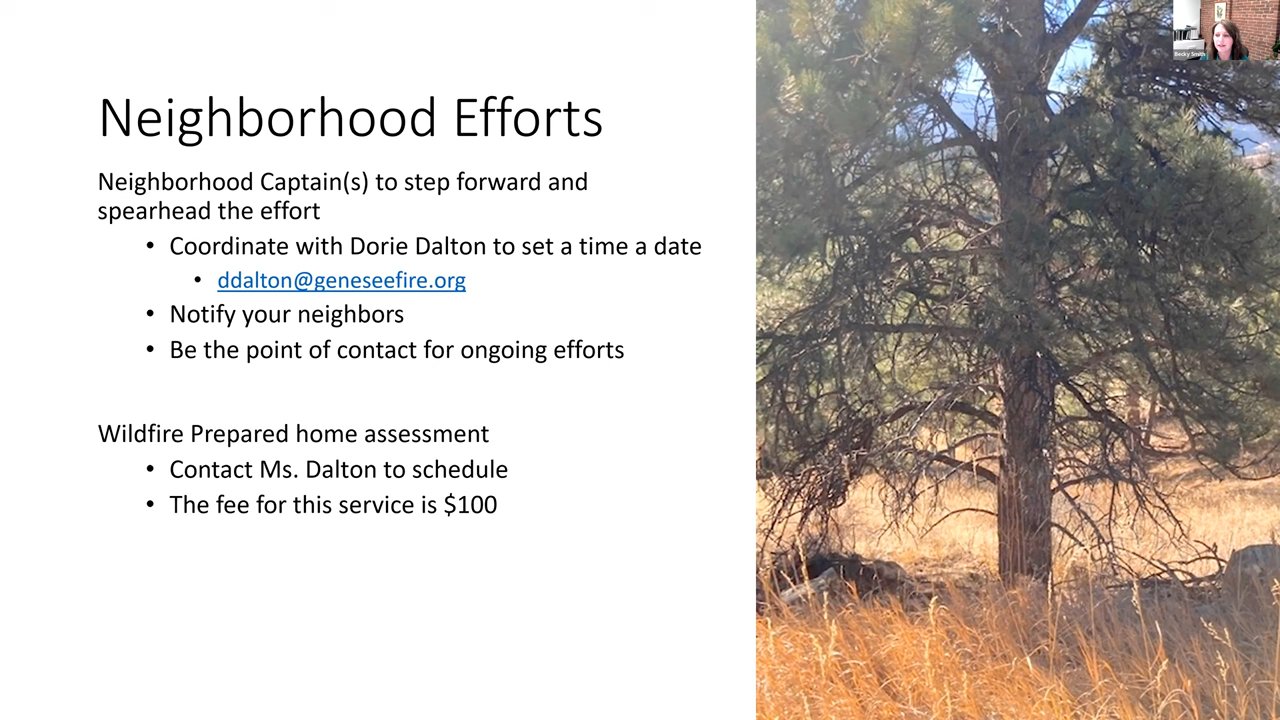 Neighborhood Efforts
Neighborhood Captain(s) to step forward and
spearhead the effort
• Coordinate with Dorie Dalton to set a time a date
• ddalton@geneseefire.org
• Notify your neighbors
• Be the point of contact for ongoing efforts
Wildfire Prepared home assessment
• Contact Ms. Dalton to schedule
• The fee for this service is $100
Becky Smith